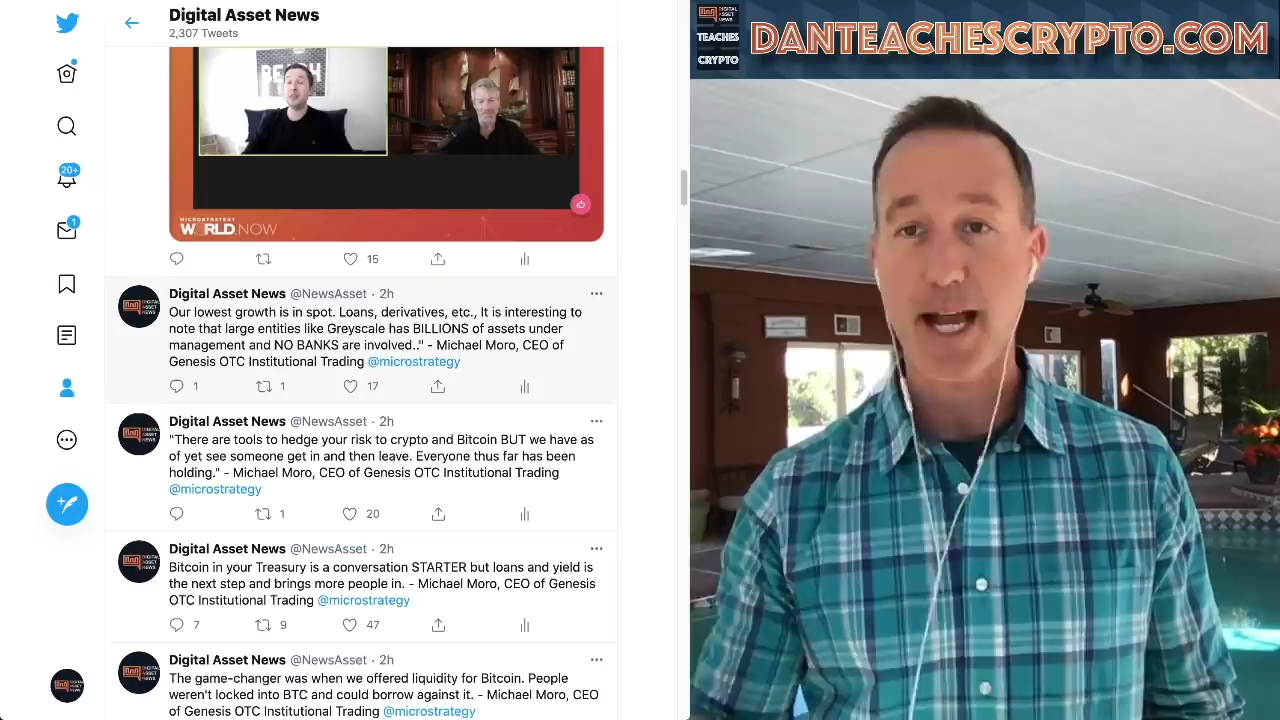 Digital Asset News
2,307 Tweets
MICROSTRATEGY
WORLD.NOW
15
20+
1
Digital Asset News @NewsAsset · 2h
Our lowest growth is in spot. Loans, derivatives, etc., It is interesting to
note that large entities like Greyscale has BILLIONS of assets under
management and NO BANKS are involved.." - Michael Moro, CEO of
Genesis OTC Institutional Trading @microstrategy
1 1 17
Digital Asset News @NewsAsset · 2h
"There are tools to hedge your risk to crypto and Bitcoin BUT we have as
of yet see someone get in and then leave. Everyone thus far has been
holding." - Michael Moro, CEO of Genesis OTC Institutional Trading
@microstrategy
1 20
Digital Asset News @NewsAsset · 2h
Bitcoin in your Treasury is a conversation STARTER but loans and yield is
the next step and brings more people in. - Michael Moro, CEO of Genesis
OTC Institutional Trading @microstrategy
7 9 47
Digital Asset News @NewsAsset · 2h
The game-changer was when we offered liquidity for Bitcoin. People
weren't locked into BTC and could borrow against it. - Michael Moro, CEO
of Genesis OTC Institutional Trading @microstrategy
DIGITAL
ASSET
NEWS
TEACHES
CRYPTO
DANTEACHESCRYPTO.COM